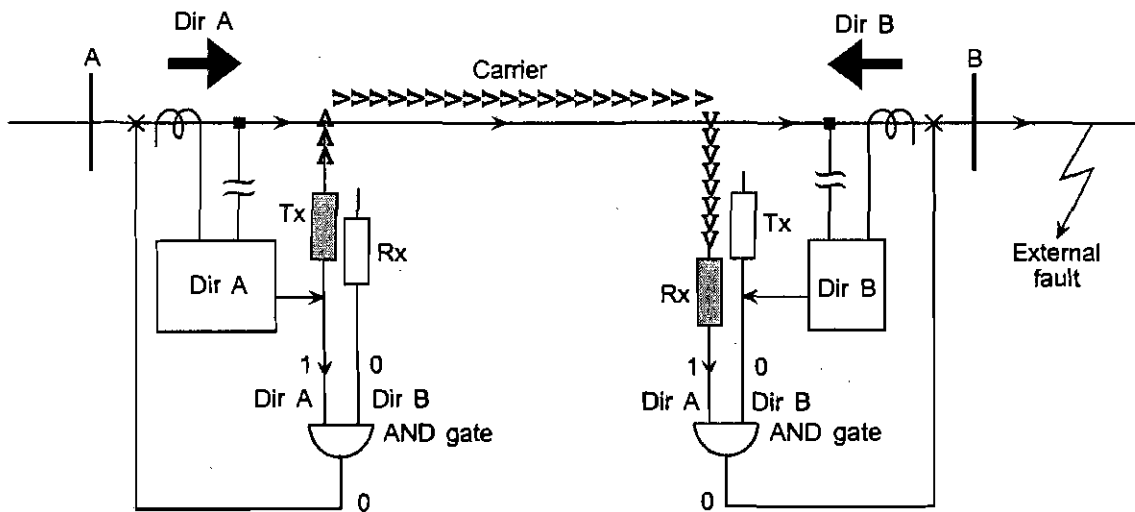 Dir A
Dir B
A
Carrier
B
Tx
Rx
Tx
Rx
Dir A
Dir B
External
fault
1
0
1
0
Dir A
Dir B
Dir A
Dir B
AND gate
AND gate
0
0